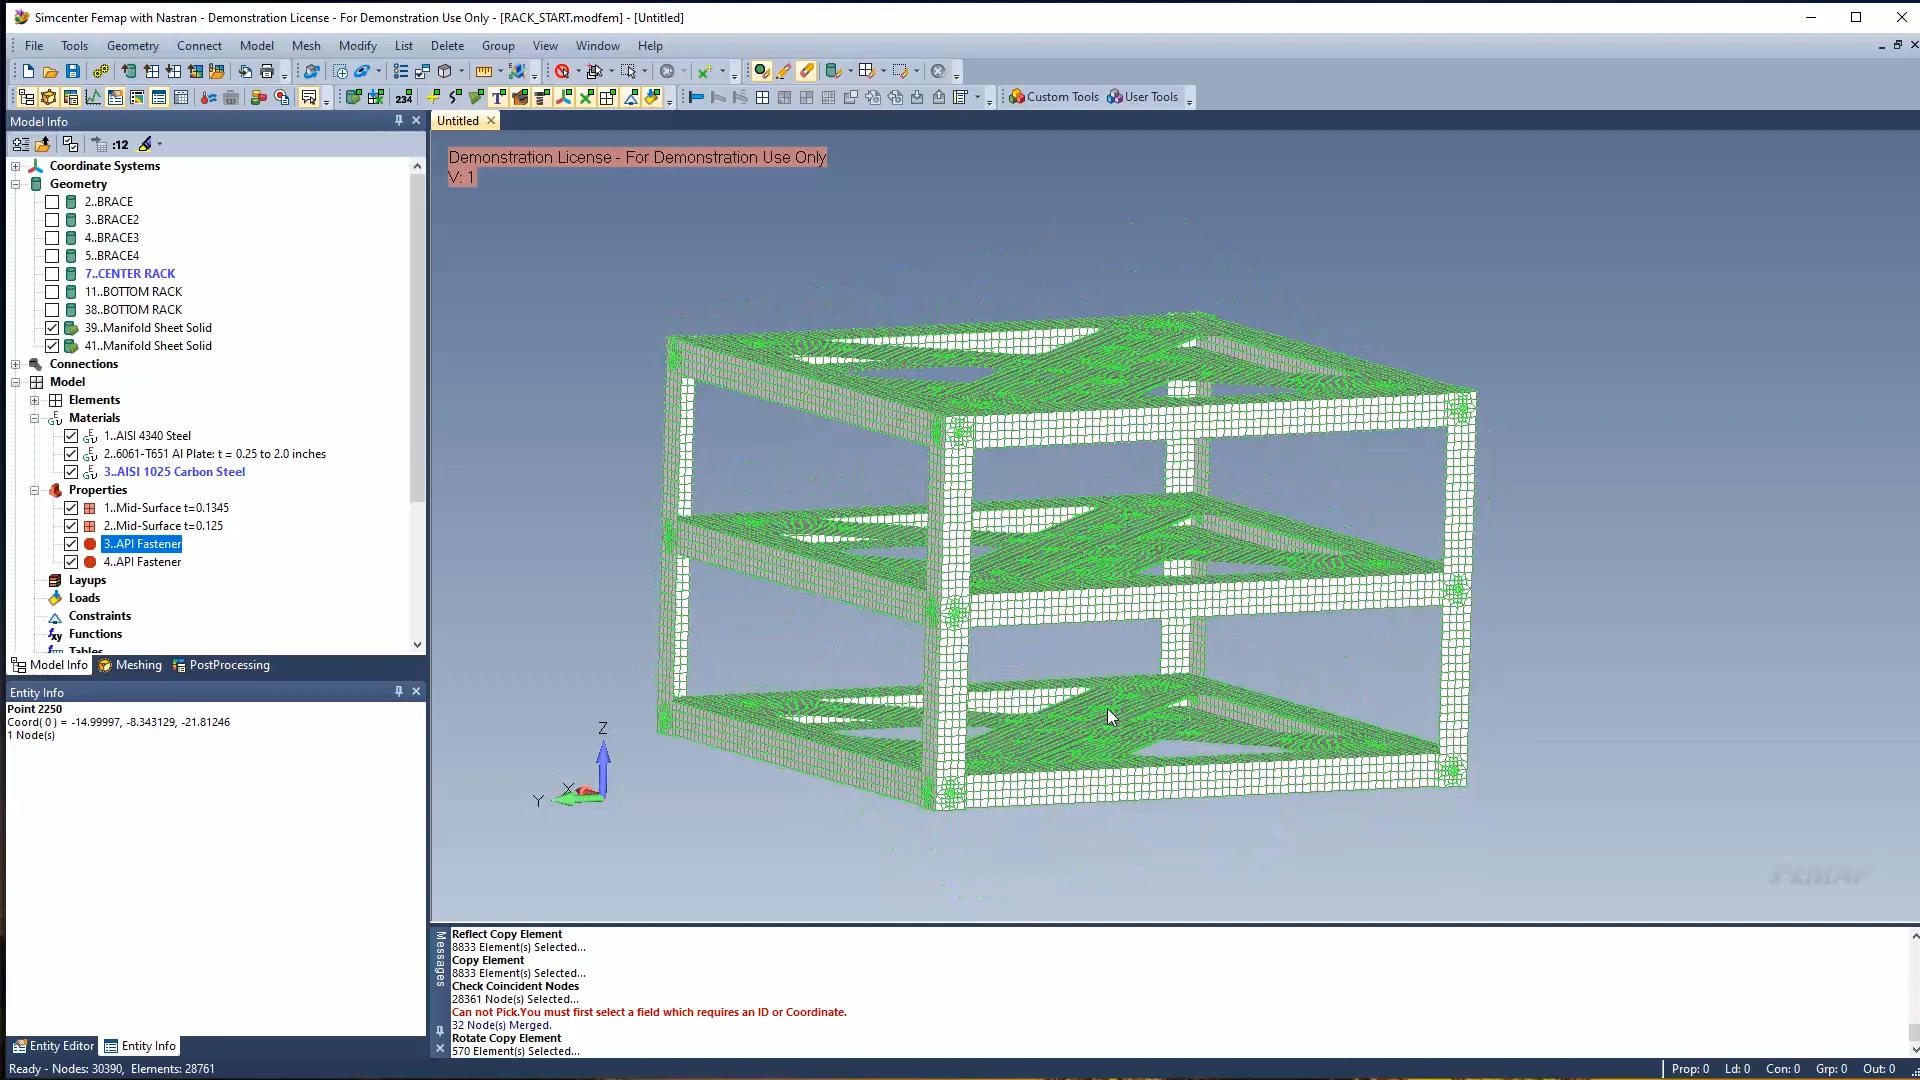 Simcenter Femap with Nastran - Demonstration License - For Demonstration Use Only - [RACK_START.modfem] - [Untitled]
File Tools Geometry Connect Model Mesh Modify List Delete Group View Window Help
234
Custom Tools User Tools
Model Info
Untitled
:12
Coordinate Systems
Geometry
2..BRACE
3..BRACE2
4..BRACE3
5..BRACE4
7..CENTER RACK
11..BOTTOM RACK
38..BOTTOM RACK
39..Manifold Sheet Solid
41..Manifold Sheet Solid
Connections
Model
Elements
Materials
1..AISI 4340 Steel
2..6061-T651 Al Plate: t = 0.25 to 2.0 inches
3..AISI 1025 Carbon Steel
Properties
1..Mid-Surface t=0.1345
2..Mid-Surface t=0.125
3..API Fastener
4..API Fastener
Layups
Loads
Constraints
Functions
Tables
Model Info Meshing PostProcessing
Entity Info
Point 2250
Coord( 0 ) = -14.99997, -8.343129, -21.81246
1 Node(s)
Entity Editor Entity Info
Demonstration License - For Demonstration Use Only
V: 1
Z
X
Y
FEMAP
Messages
Reflect Copy Element
8833 Element(s) Selected...
Copy Element
8833 Element(s) Selected...
Check Coincident Nodes
28361 Node(s) Selected...
Can not Pick.You must first select a field which requires an ID or Coordinate.
32 Node(s) Merged.
Rotate Copy Element
570 Element(s) Selected...
Ready - Nodes: 30390, Elements: 28761
Prop: 0 Ld: 0 Con: 0 Grp: 0 Out: 0